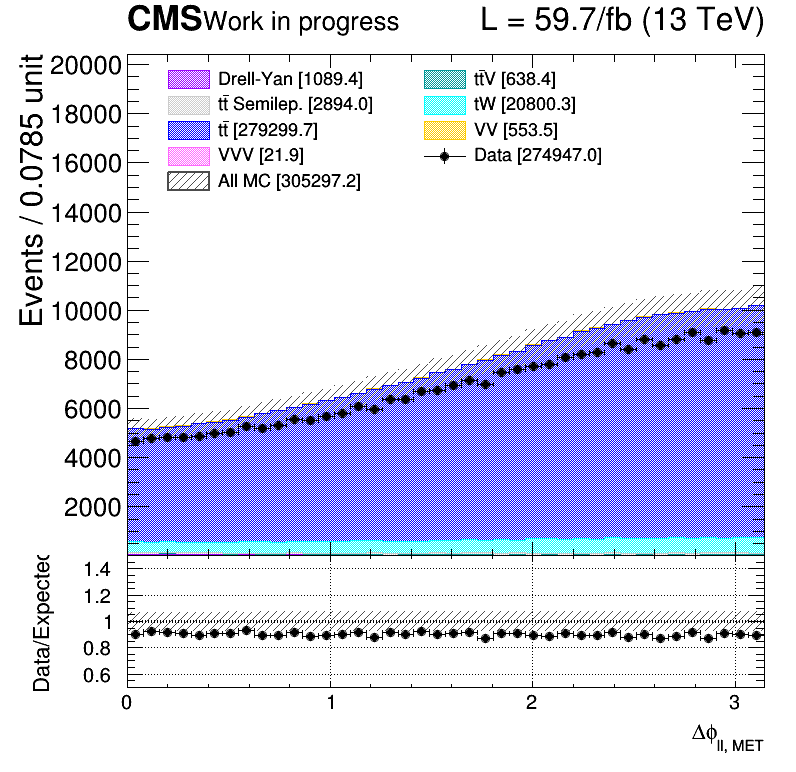 CMS Work in progress L = 59.7/fb (13 TeV)
Events / 0.0785 unit
20000
18000
16000
14000
12000
10000
8000
6000
4000
2000
Drell-Yan [1089.4]
tt̄ Semilep. [2894.0]
tt̄ [279299.7]
VVV [21.9]
All MC [305297.2]
tt̄V [638.4]
tW [20800.3]
VV [553.5]
Data [274947.0]
Data/Expected
1.4
1.2
1
0.8
0.6
0 1 2 3
Δϕll, MET